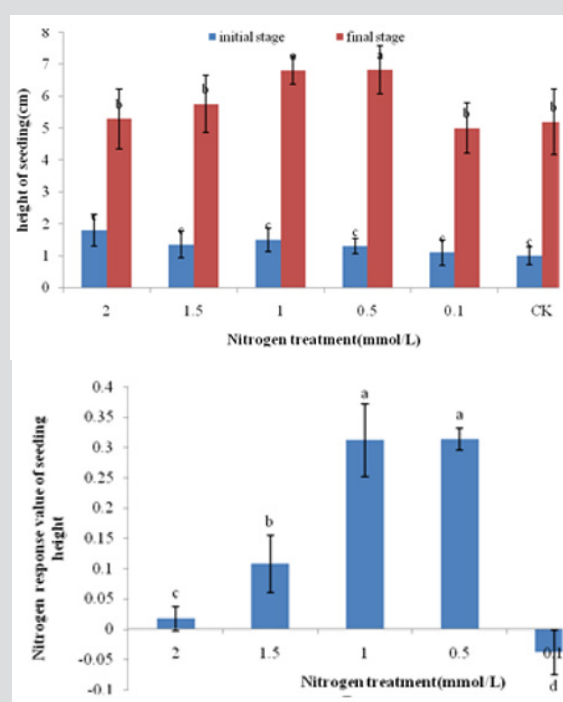 8
initial stage final stage
7
6
5
4
3
2
1
0
height of seeding(cm)
b b a b b
c c c c c
2 1.5 1 0.5 0.1 CK
Nitrogen treatment(mmol/L)
0.4
0.35
0.3
0.25
0.2
0.15
0.1
0.05
0
-0.05
-0.1
Nitrogen response value of seeding
height
c b a a d
2 1.5 1 0.5 0.1
Nitrogen treatment(mmol/L)